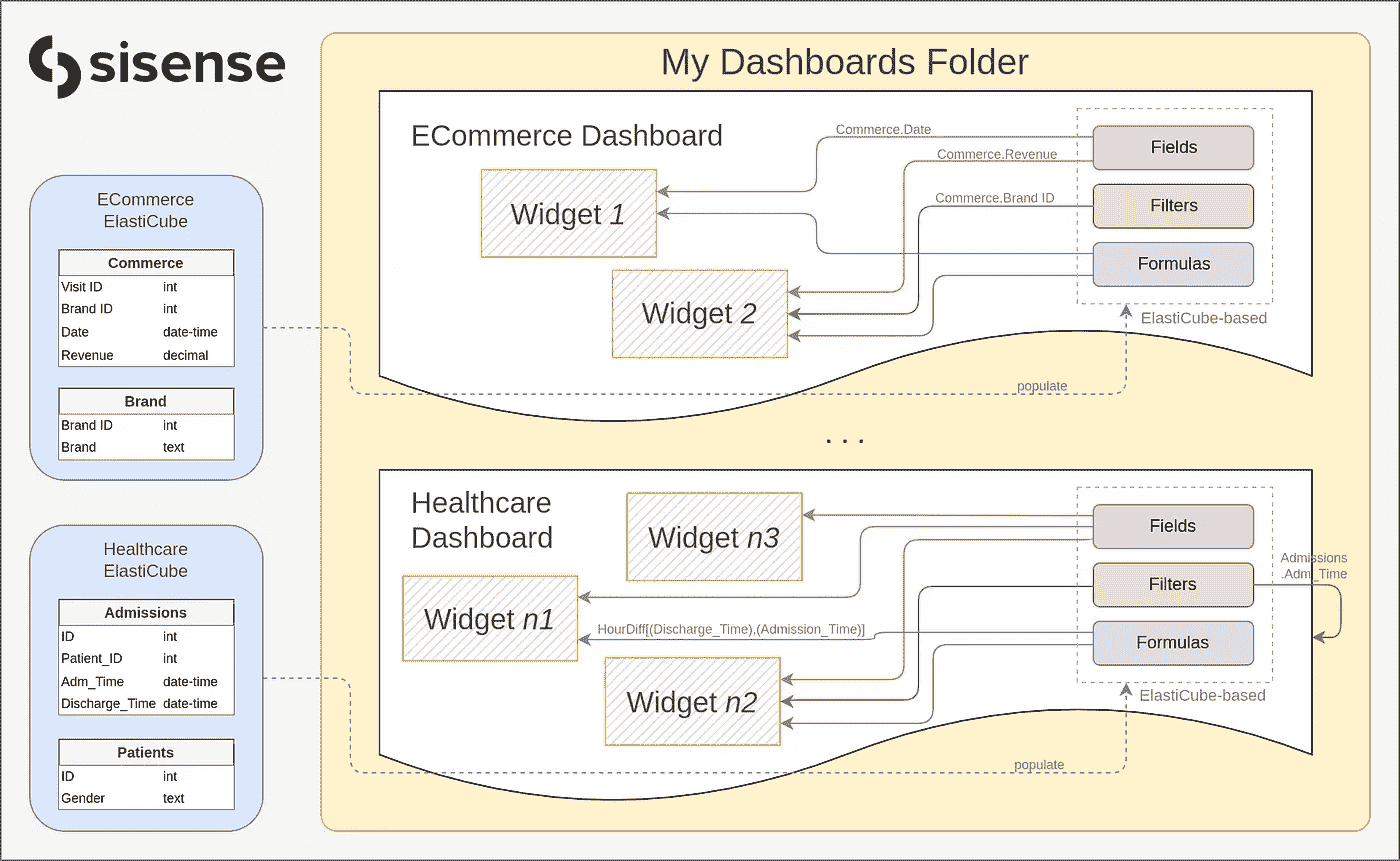 sisense
My Dashboards Folder
ECommerce Dashboard
Commerce.Date
Commerce.Revenue
Commerce.Brand ID
Fields
Filters
Formulas
Widget 1
Widget 2
ElastiCube-based
populate
ECommerce
ElastiCube
Commerce
Visit ID int
Brand ID int
Date date-time
Revenue decimal
Brand
Brand ID int
Brand text
. . .
Healthcare
Dashboard
Widget n3
Widget n1
Widget n2
HourDiff[(Discharge_Time),(Admission_Time)]
Fields
Filters
Formulas
Admissions
.Adm_Time
ElastiCube-based
populate
Healthcare
ElastiCube
Admissions
ID int
Patient_ID int
Adm_Time date-time
Discharge_Time date-time
Patients
ID int
Gender text